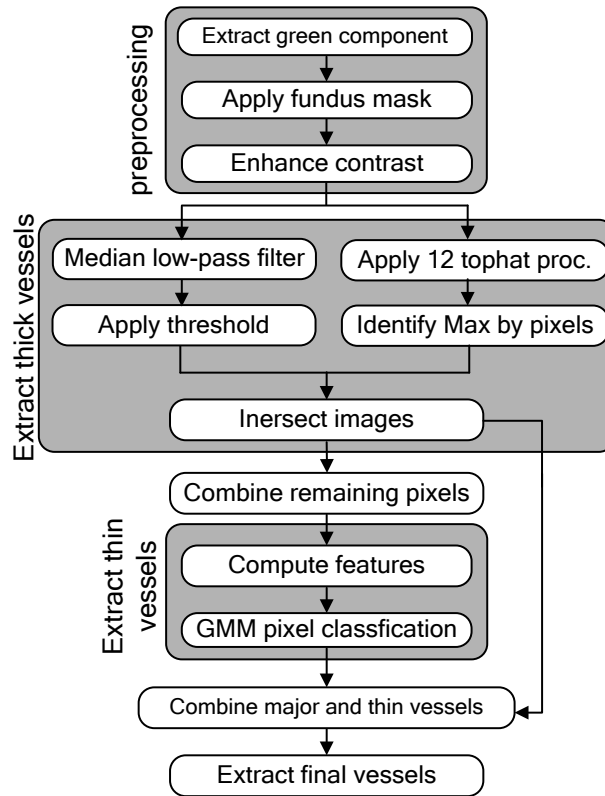 preprocessing
Extract green component
Apply fundus mask
Enhance contrast
Extract thick vessels
Median low-pass filter
Apply 12 tophat proc.
Apply threshold
Identify Max by pixels
Inersect images
Combine remaining pixels
Extract thin
vessels
Compute features
GMM pixel classfication
Combine major and thin vessels
Extract final vessels